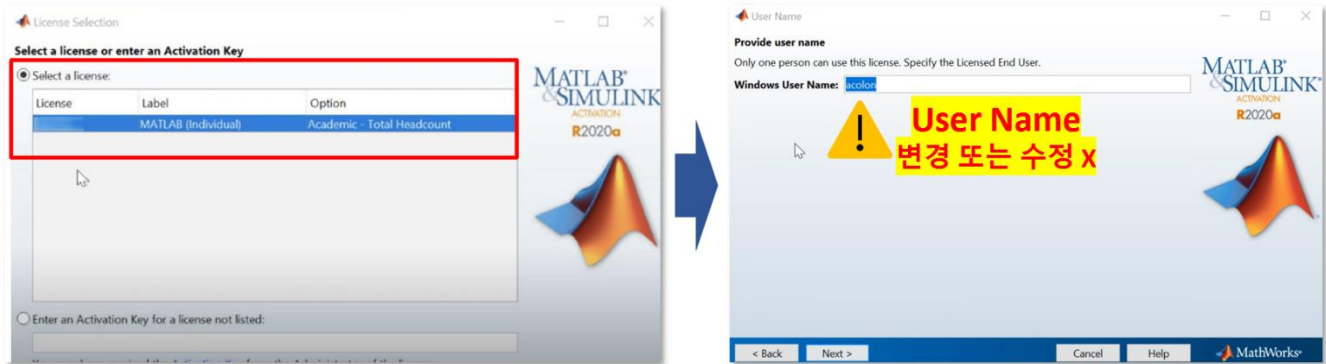 License Selection
Select a license or enter an Activation Key
Select a license:
License Label Option
MATLAB (Individual) Academic - Total Headcount
Enter an Activation Key for a license not listed:
MATLAB®
&SIMULINK
ACTIVATION
R2020a
User Name
Provide user name
Only one person can use this license. Specify the Licensed End User.
Windows User Name: acolon
User Name
변경 또는 수정 x
MATLAB®
&SIMULINK®
ACTIVATION
R2020a
< Back Next > Cancel Help MathWorks®